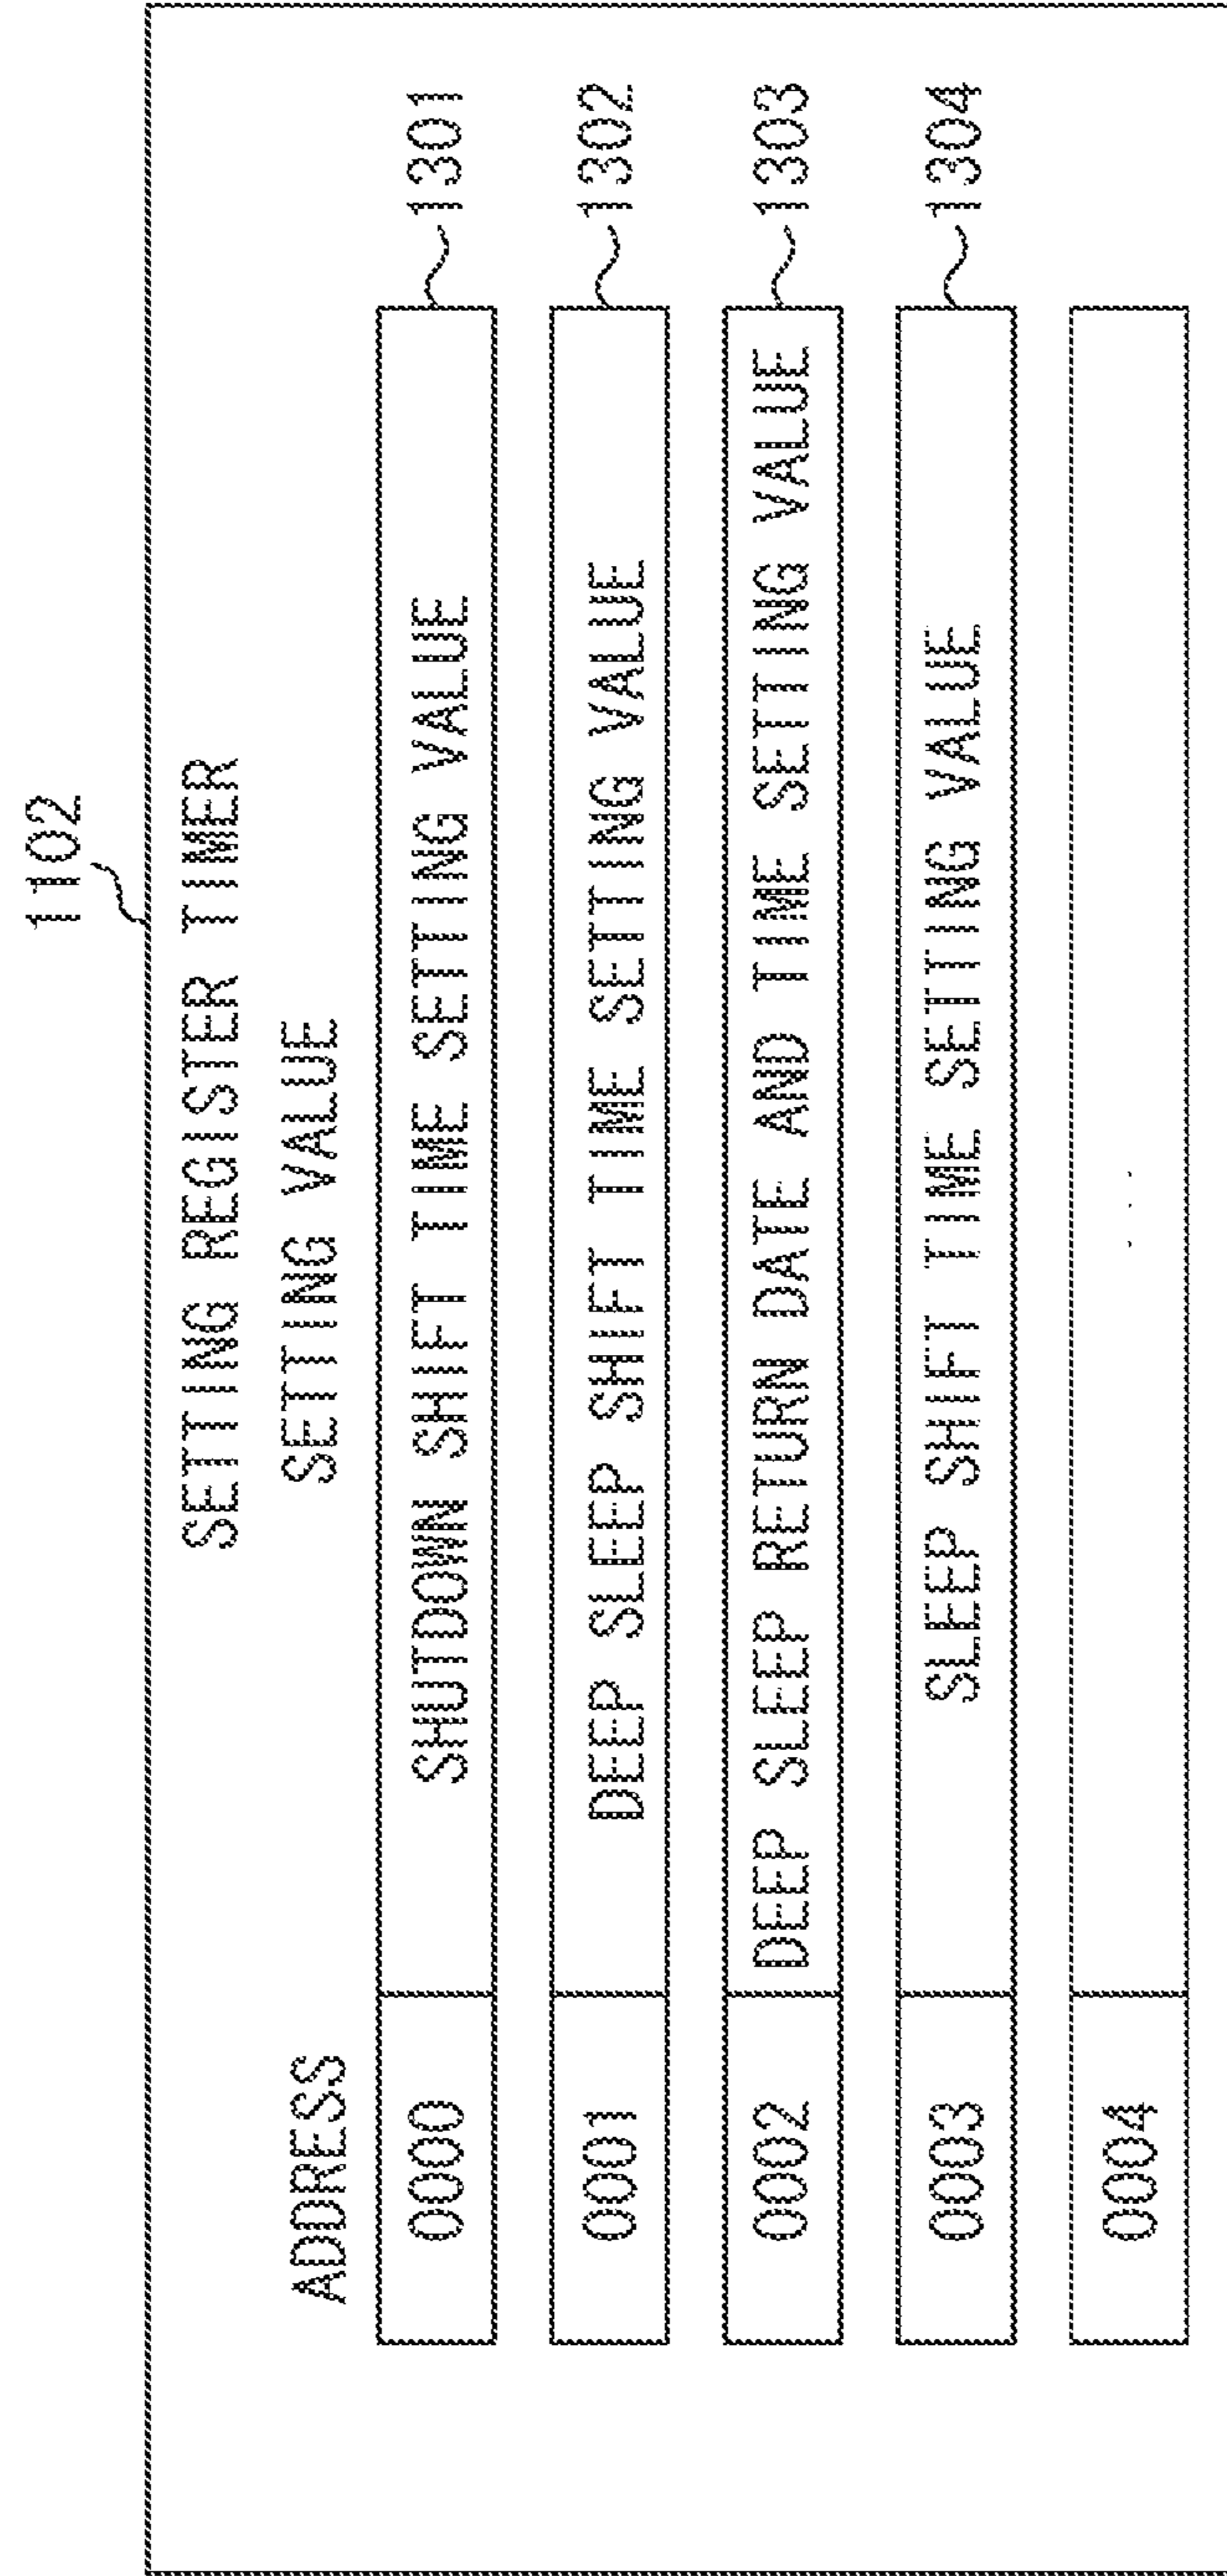 1102
SETTING REGISTER TIMER
ADDRESS SETTING VALUE
0000 SHUTDOWN SHIFT TIME SETTING VALUE 1301
0001 DEEP SLEEP SHIFT TIME SETTING VALUE 1302
0002 DEEP SLEEP RETURN DATE AND TIME SETTING VALUE 1303
0003 SLEEP SHIFT TIME SETTING VALUE 1304
0004 ...